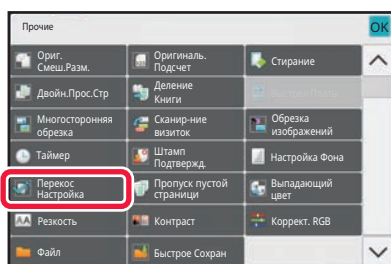 Прочие
OK
Ориг.
Смеш.Разм.
Оригиналь.
Подсчет
Стирание
Двойн.Прос.Стр
Деление
Книги
Многосторонняя
обрезка
Сканир-ние
визиток
Обрезка
изображений
Таймер
Штамп
Подтвержд.
Настройка Фона
Перекос
Настройка
Пропуск пустой
страници
Выпадающий
цвет
Резкость
Контраст
Коррект. RGB
Файл
Быстрое Сохран